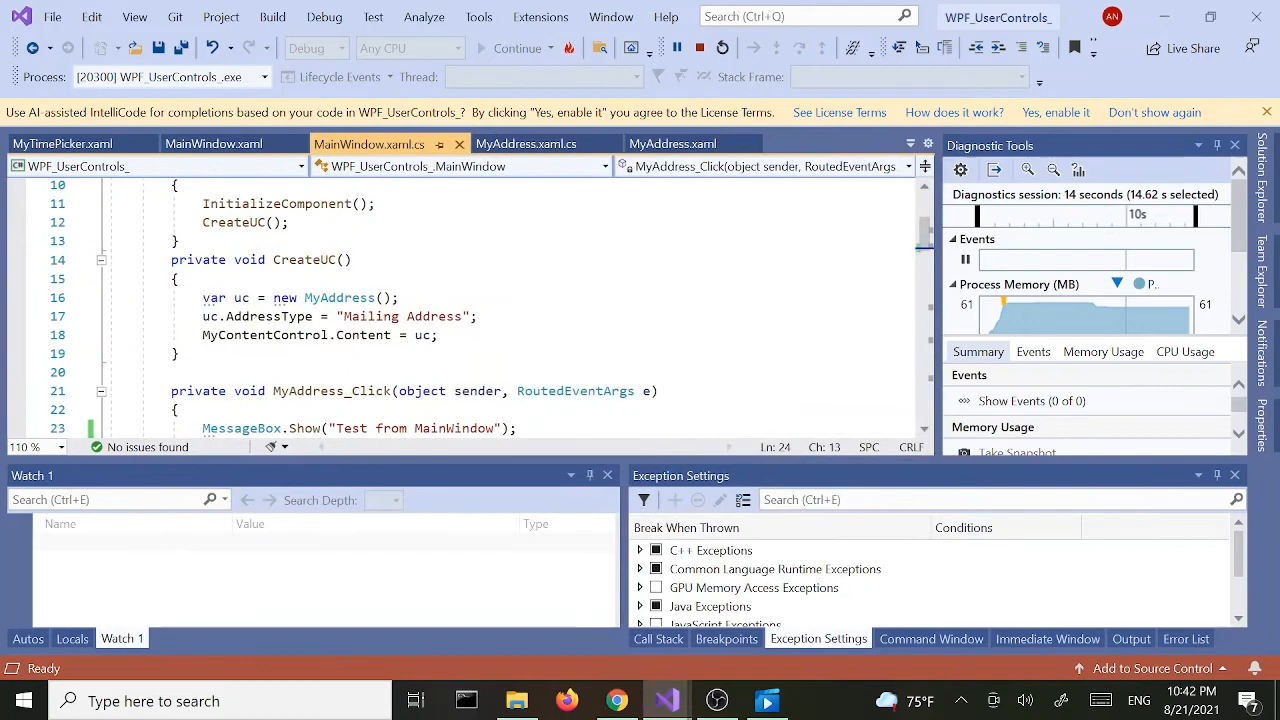 File Edit View Git Project Build Debug Test Analyze Tools Extensions Window Help Search (Ctrl+Q) WPF_UserControls_ AN
Debug Any CPU Continue Live Share
Process: [20300] WPF_UserControls_.exe Lifecycle Events Thread: Stack Frame:
Use AI-assisted IntelliCode for completions based on your code in WPF_UserControls_? By clicking "Yes, enable it" you agree to the License Terms. See License Terms How does it work? Yes, enable it Don't show again
MyTimePicker.xaml MainWindow.xaml MainWindow.xaml.cs MyAddress.xaml.cs MyAddress.xaml
WPF_UserControls_ WPF_UserControls_.MainWindow MyAddress_Click(object sender, RoutedEventArgs
10 {
11 InitializeComponent();
12 CreateUC();
13 }
14 private void CreateUC()
15 {
16 var uc = new MyAddress();
17 uc.AddressType = "Mailing Address";
18 MyContentControl.Content = uc;
19 }
20
21 private void MyAddress_Click(object sender, RoutedEventArgs e)
22 {
23 MessageBox.Show("Test from MainWindow");
110 % No issues found Ln: 24 Ch: 13 SPC CRLF
Diagnostic Tools
Diagnostics session: 14 seconds (14.62 s selected)
10s
Events
Process Memory (MB) P..
61 61
Summary Events Memory Usage CPU Usage
Events
Show Events (0 of 0)
Memory Usage
Take Snapshot
Solution Explorer
Team Explorer
Notifications
Properties
Watch 1
Search (Ctrl+E) Search Depth:
Name Value Type
Autos Locals Watch 1
Exception Settings
Search (Ctrl+E)
Break When Thrown Conditions
C++ Exceptions
Common Language Runtime Exceptions
GPU Memory Access Exceptions
Java Exceptions
JavaScript Exceptions
Call Stack Breakpoints Exception Settings Command Window Immediate Window Output Error List
Ready Add to Source Control
Type here to search 75°F ENG 0:42 PM
8/21/2021 7